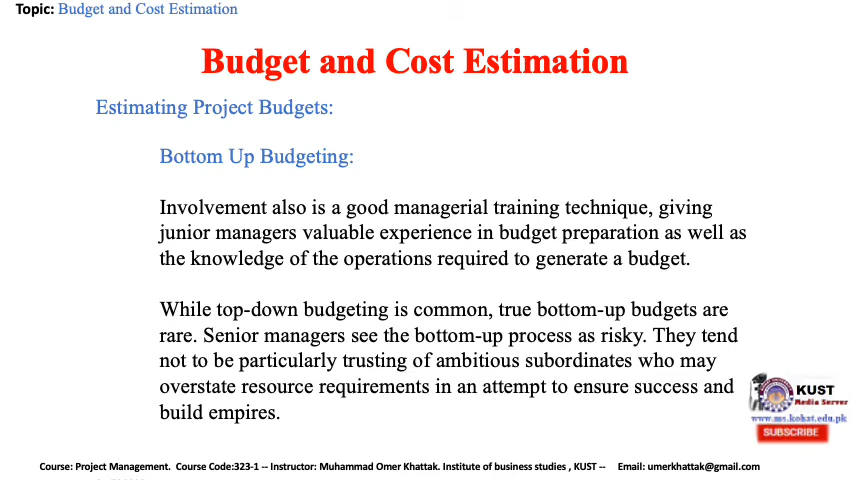 Topic: Budget and Cost Estimation
Budget and Cost Estimation
Estimating Project Budgets:
Bottom Up Budgeting:
Involvement also is a good managerial training technique, giving
junior managers valuable experience in budget preparation as well as
the knowledge of the operations required to generate a budget.
While top-down budgeting is common, true bottom-up budgets are
rare. Senior managers see the bottom-up process as risky. They tend
not to be particularly trusting of ambitious subordinates who may
overstate resource requirements in an attempt to ensure success and
build empires.
KUST
Media Server
www.ms.kohat.edu.pk
SUBSCRIBE
Course: Project Management. Course Code:323-1 -- Instructor: Muhammad Omer Khattak. Institute of business studies , KUST -- Email: umerkhattak@gmail.com